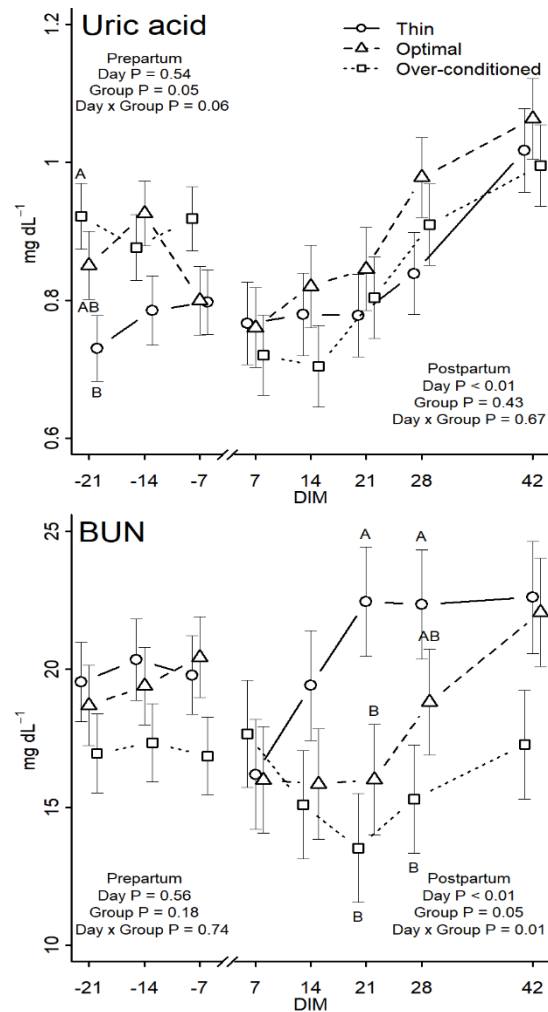 Uric acid
Thin
Optimal
Over-conditioned
Prepartum
Day P = 0.54
Group P = 0.05
Day x Group P = 0.06
1.2
1
0.8
0.6
mg dL⁻¹
A
AB
B
Postpartum
Day P < 0.01
Group P = 0.43
Day x Group P = 0.67
-21 -14 -7 7 14 21 28 42
DIM
BUN
25
20
15
10
mg dL⁻¹
A A
AB
B
B
B
Prepartum
Day P = 0.56
Group P = 0.18
Day x Group P = 0.74
Postpartum
Day P < 0.01
Group P = 0.05
Day x Group P = 0.01
-21 -14 -7 7 14 21 28 42
DIM